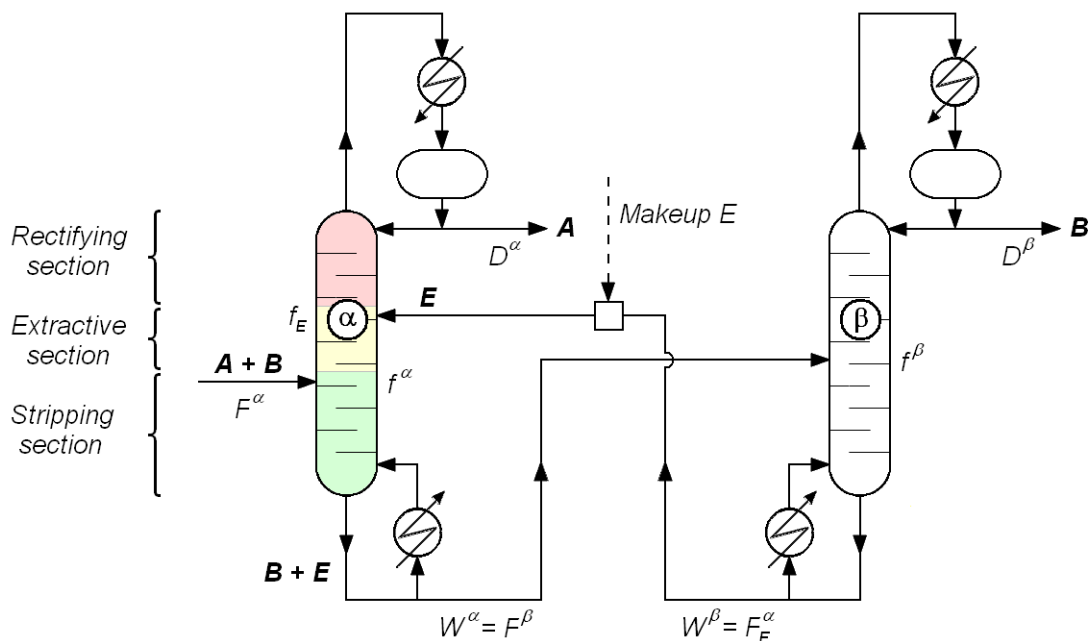 Makeup E
A
D^α
B
D^β
Rectifying
section
E
Extractive
section
f_E
α
β
A + B
F^α
f^α
f^β
Stripping
section
B + E
W^α = F^β
W^β = F_E^α